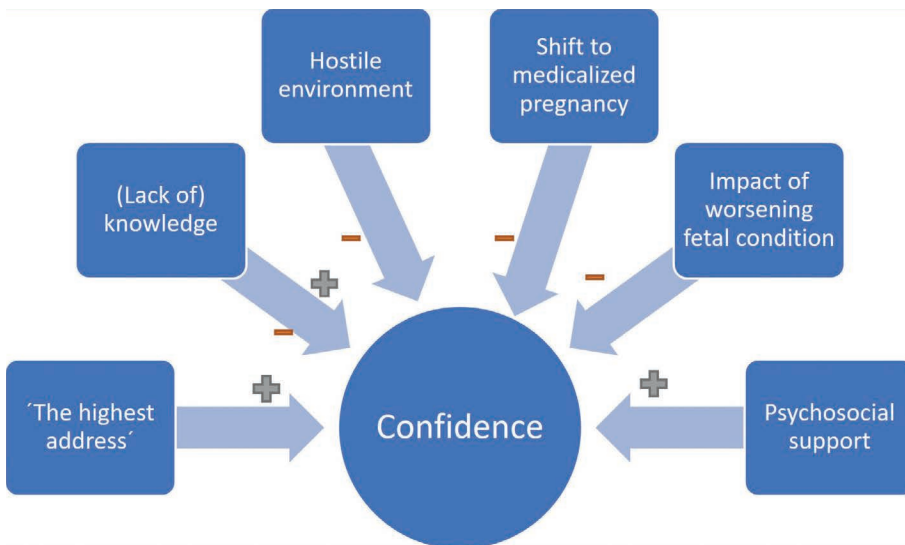 Hostile
environment
Shift to
medicalized
pregnancy
(Lack of)
knowledge
Impact of
worsening
fetal condition
´The highest
address´
Confidence
Psychosocial
support